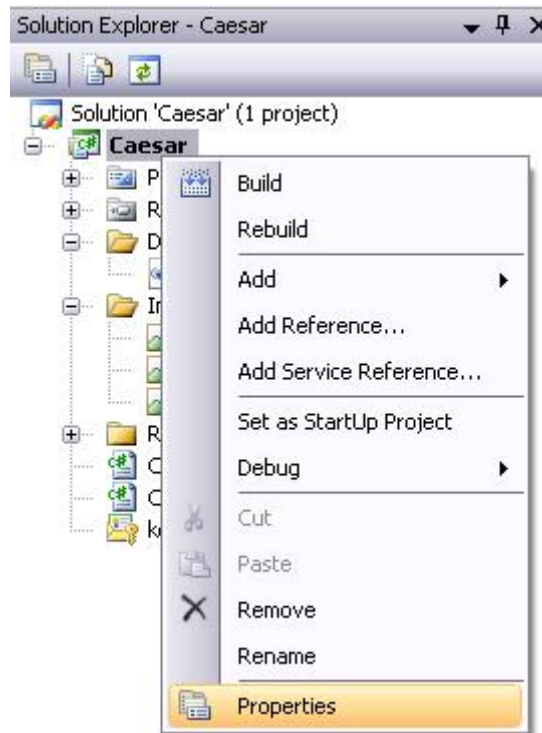 Solution Explorer - Caesar
Solution 'Caesar' (1 project)
Caesar
Build
Rebuild
Add
Add Reference...
Add Service Reference...
Set as StartUp Project
Debug
Cut
Paste
Remove
Rename
Properties